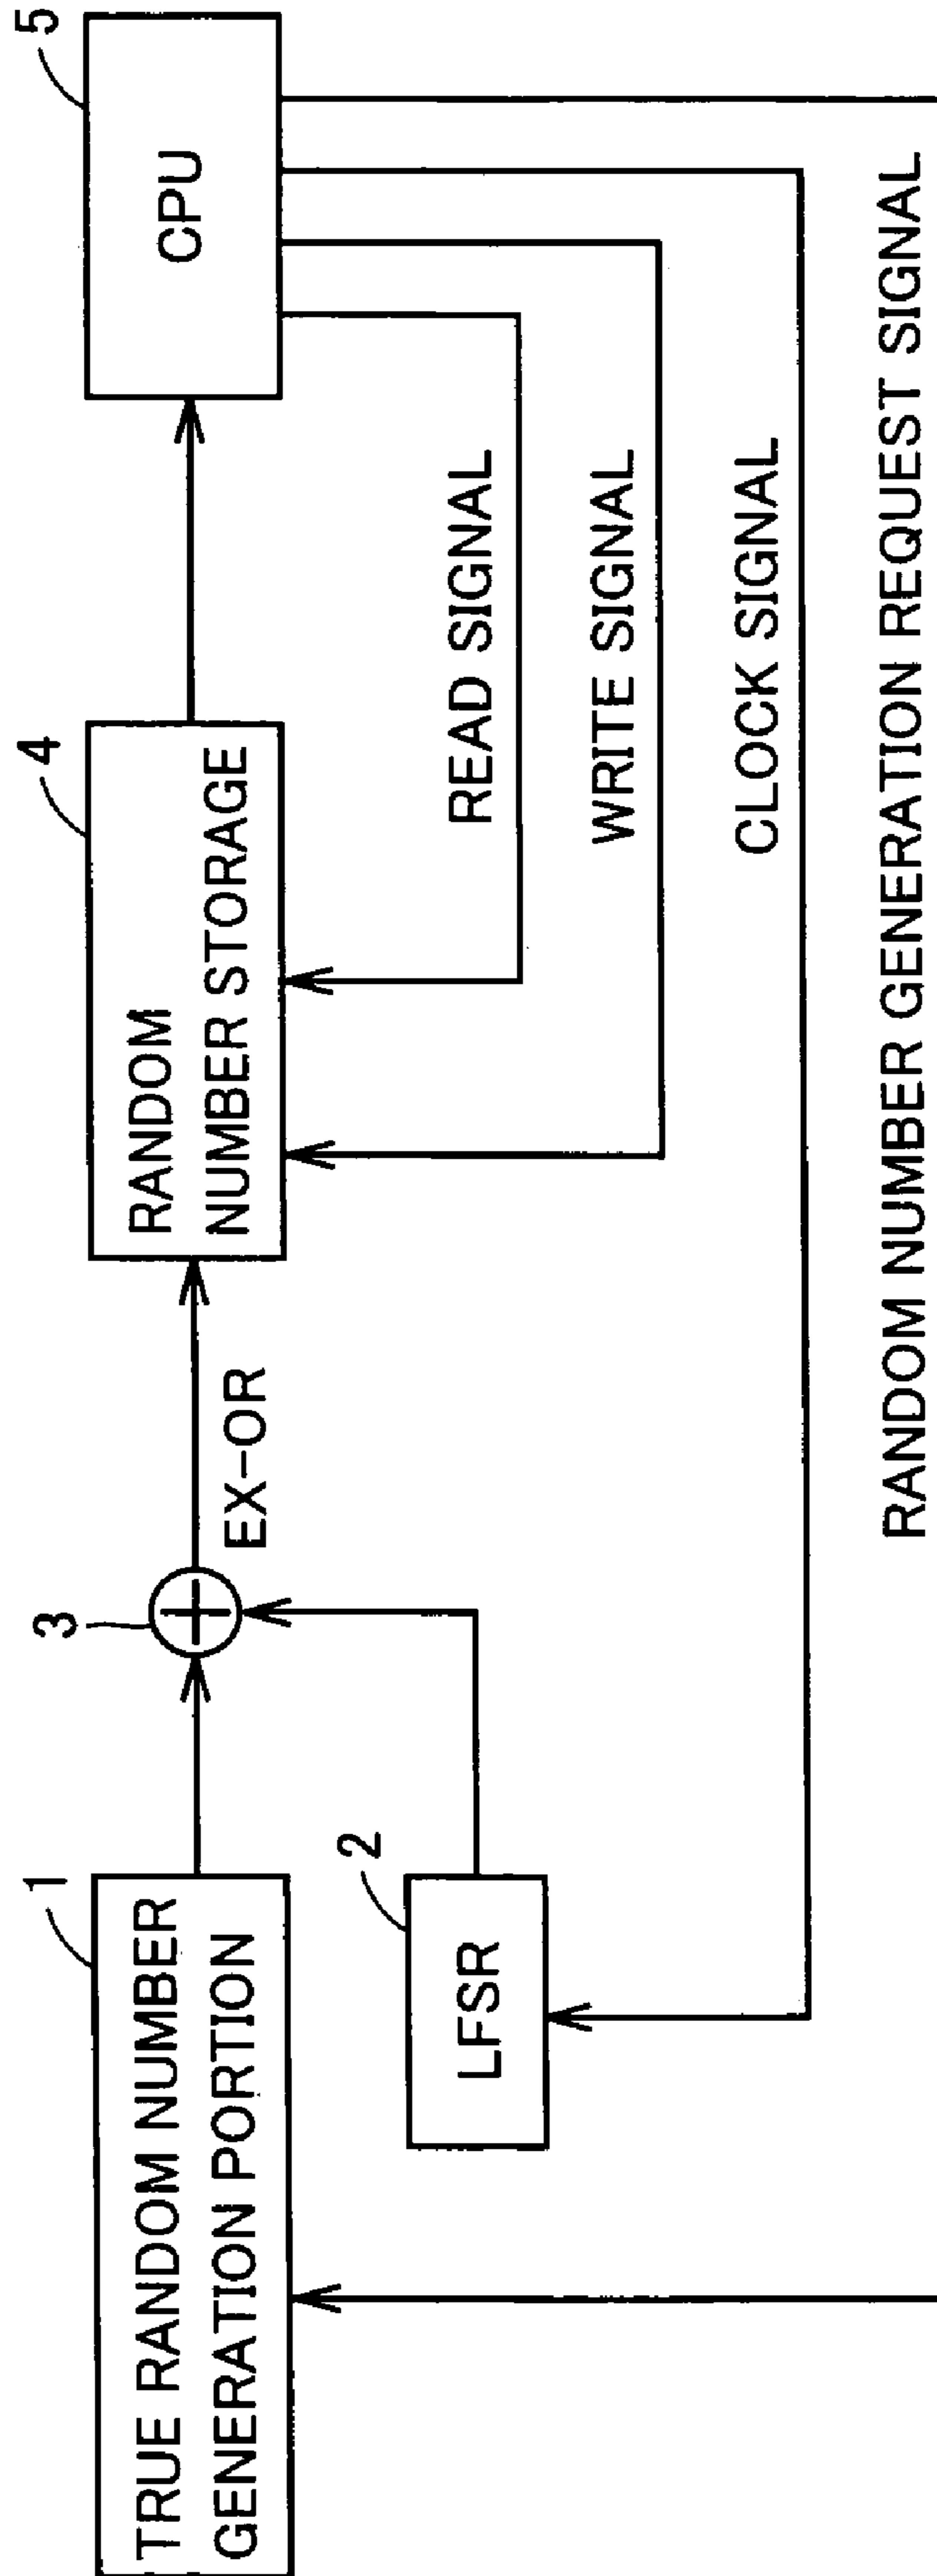 1
TRUE RANDOM NUMBER
GENERATION PORTION
2
LFSR
3
EX-OR
4
RANDOM
NUMBER STORAGE
5
CPU
READ SIGNAL
WRITE SIGNAL
CLOCK SIGNAL
RANDOM NUMBER GENERATION REQUEST SIGNAL